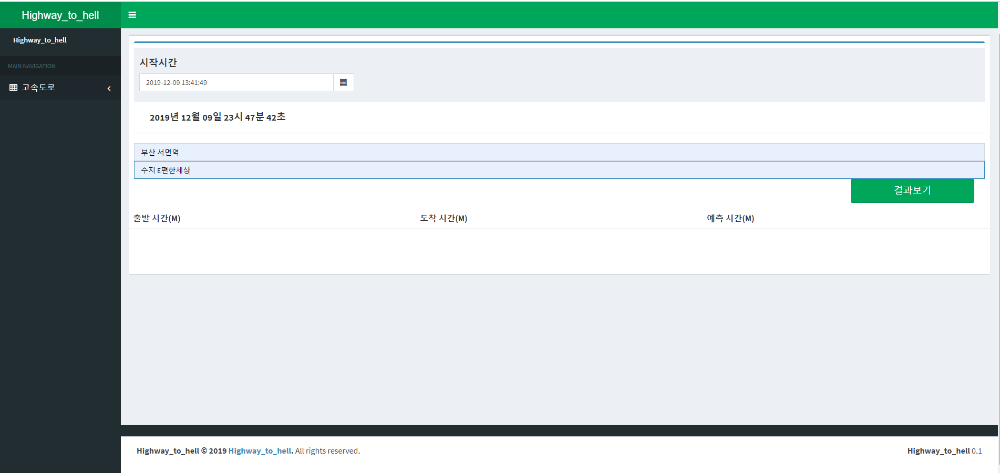 Highway_to_hell
Highway_to_hell
MAIN NAVIGATION
고속도로
시작시간
2019-12-09 13:41:49
2019년 12월 09일 23시 47분 42초
부산 서면역
수지 E편한세상
결과보기
출발 시간(M) 도착 시간(M) 예측 시간(M)
Highway_to_hell © 2019 Highway_to_hell. All rights reserved. Highway_to_hell 0.1